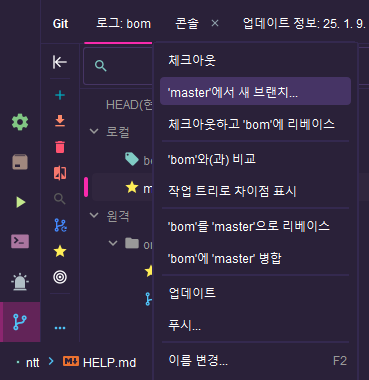 Git 로그: bom 콘솔 × 업데이트 정보: 25. 1. 9.
체크아웃
HEAD(현
'master'에서 새 브랜치...
로컬
체크아웃하고 'bom'에 리베이스
'bom'와(과) 비교
작업 트리로 차이점 표시
원격
'bom'를 'master'으로 리베이스
'bom'에 'master' 병합
업데이트
푸시...
이름 변경... F2
ntt > HELP.md